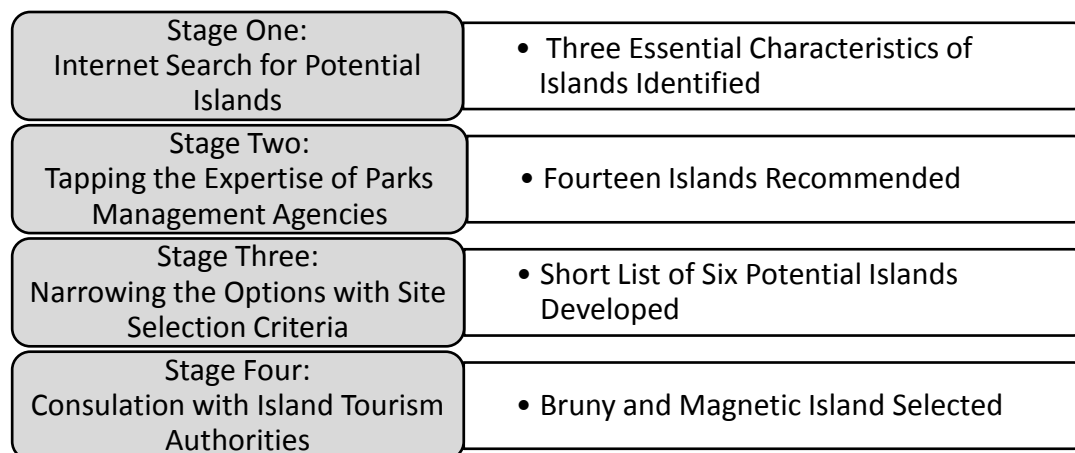 Stage One:
Internet Search for Potential
Islands
• Three Essential Characteristics of
Islands Identified
Stage Two:
Tapping the Expertise of Parks
Management Agencies
• Fourteen Islands Recommended
Stage Three:
Narrowing the Options with Site
Selection Criteria
• Short List of Six Potential Islands
Developed
Stage Four:
Consulation with Island Tourism
Authorities
• Bruny and Magnetic Island Selected